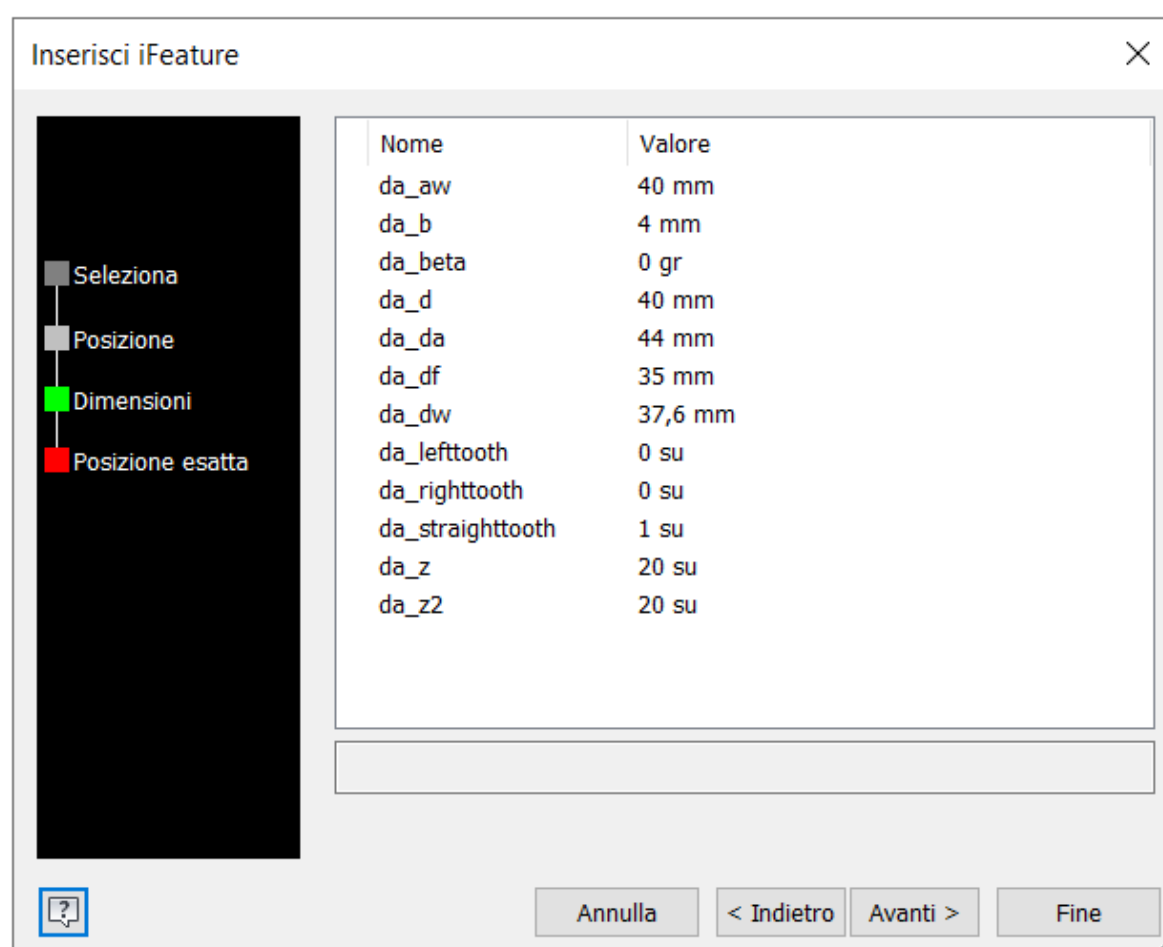 Inserisci iFeature
Seleziona
Posizione
Dimensioni
Posizione esatta
Nome Valore
da_aw 40 mm
da_b 4 mm
da_beta 0 gr
da_d 40 mm
da_da 44 mm
da_df 35 mm
da_dw 37,6 mm
da_lefttooth 0 su
da_righttooth 0 su
da_straighttooth 1 su
da_z 20 su
da_z2 20 su
? Annulla < Indietro Avanti > Fine